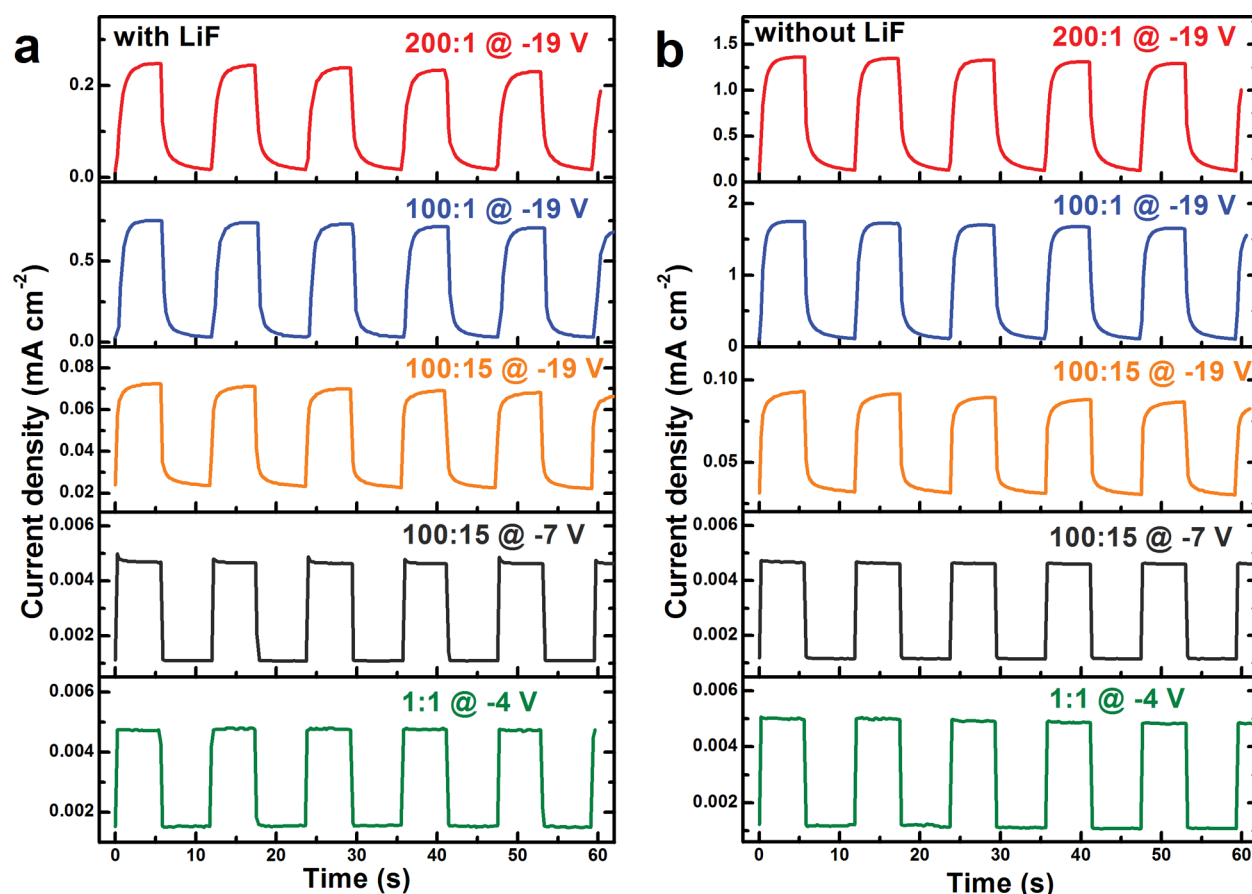 a
with LiF
200:1 @ -19 V
0.2
0.0
100:1 @ -19 V
0.5
0.0
100:15 @ -19 V
0.08
0.06
0.04
0.02
100:15 @ -7 V
0.006
0.004
0.002
1:1 @ -4 V
0.006
0.004
0.002
0 10 20 30 40 50 60
Time (s)
Current density (mA cm-2)
b
without LiF
200:1 @ -19 V
1.5
1.0
0.5
0.0
100:1 @ -19 V
2
1
0
100:15 @ -19 V
0.10
0.05
100:15 @ -7 V
0.006
0.004
0.002
1:1 @ -4 V
0.006
0.004
0.002
0 10 20 30 40 50 60
Time (s)
Current density (mA cm-2)